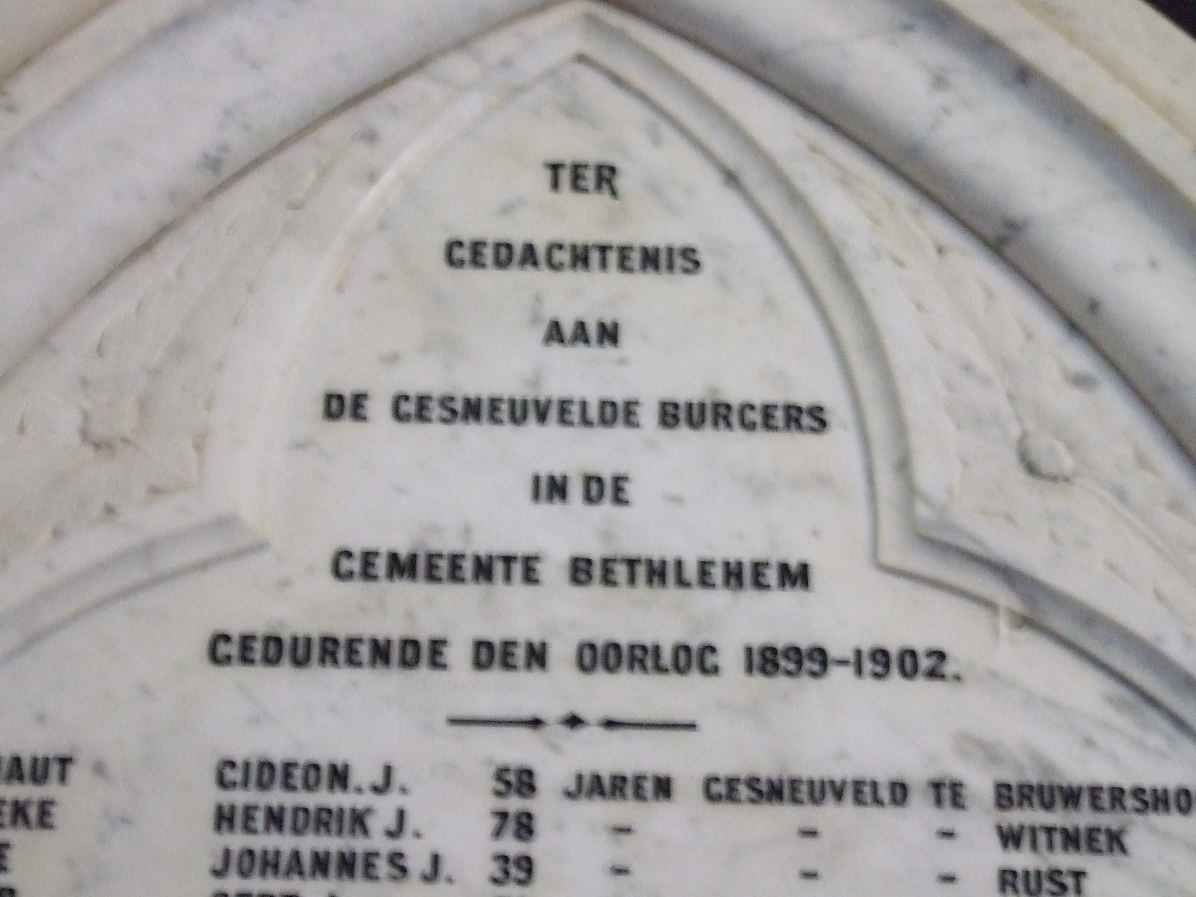 TER
GEDACHTENIS
AAN
DE GESNEUVELDE BURGERS
IN DE
GEMEENTE BETHLEHEM
GEDURENDE DEN OORLOG 1899-1902.
GIDEON. J. 58 JAREN GESNEUVELD TE
HENDRIK J. 78 - - - WITNEK
JOHANNES J. 39 - - - RUST